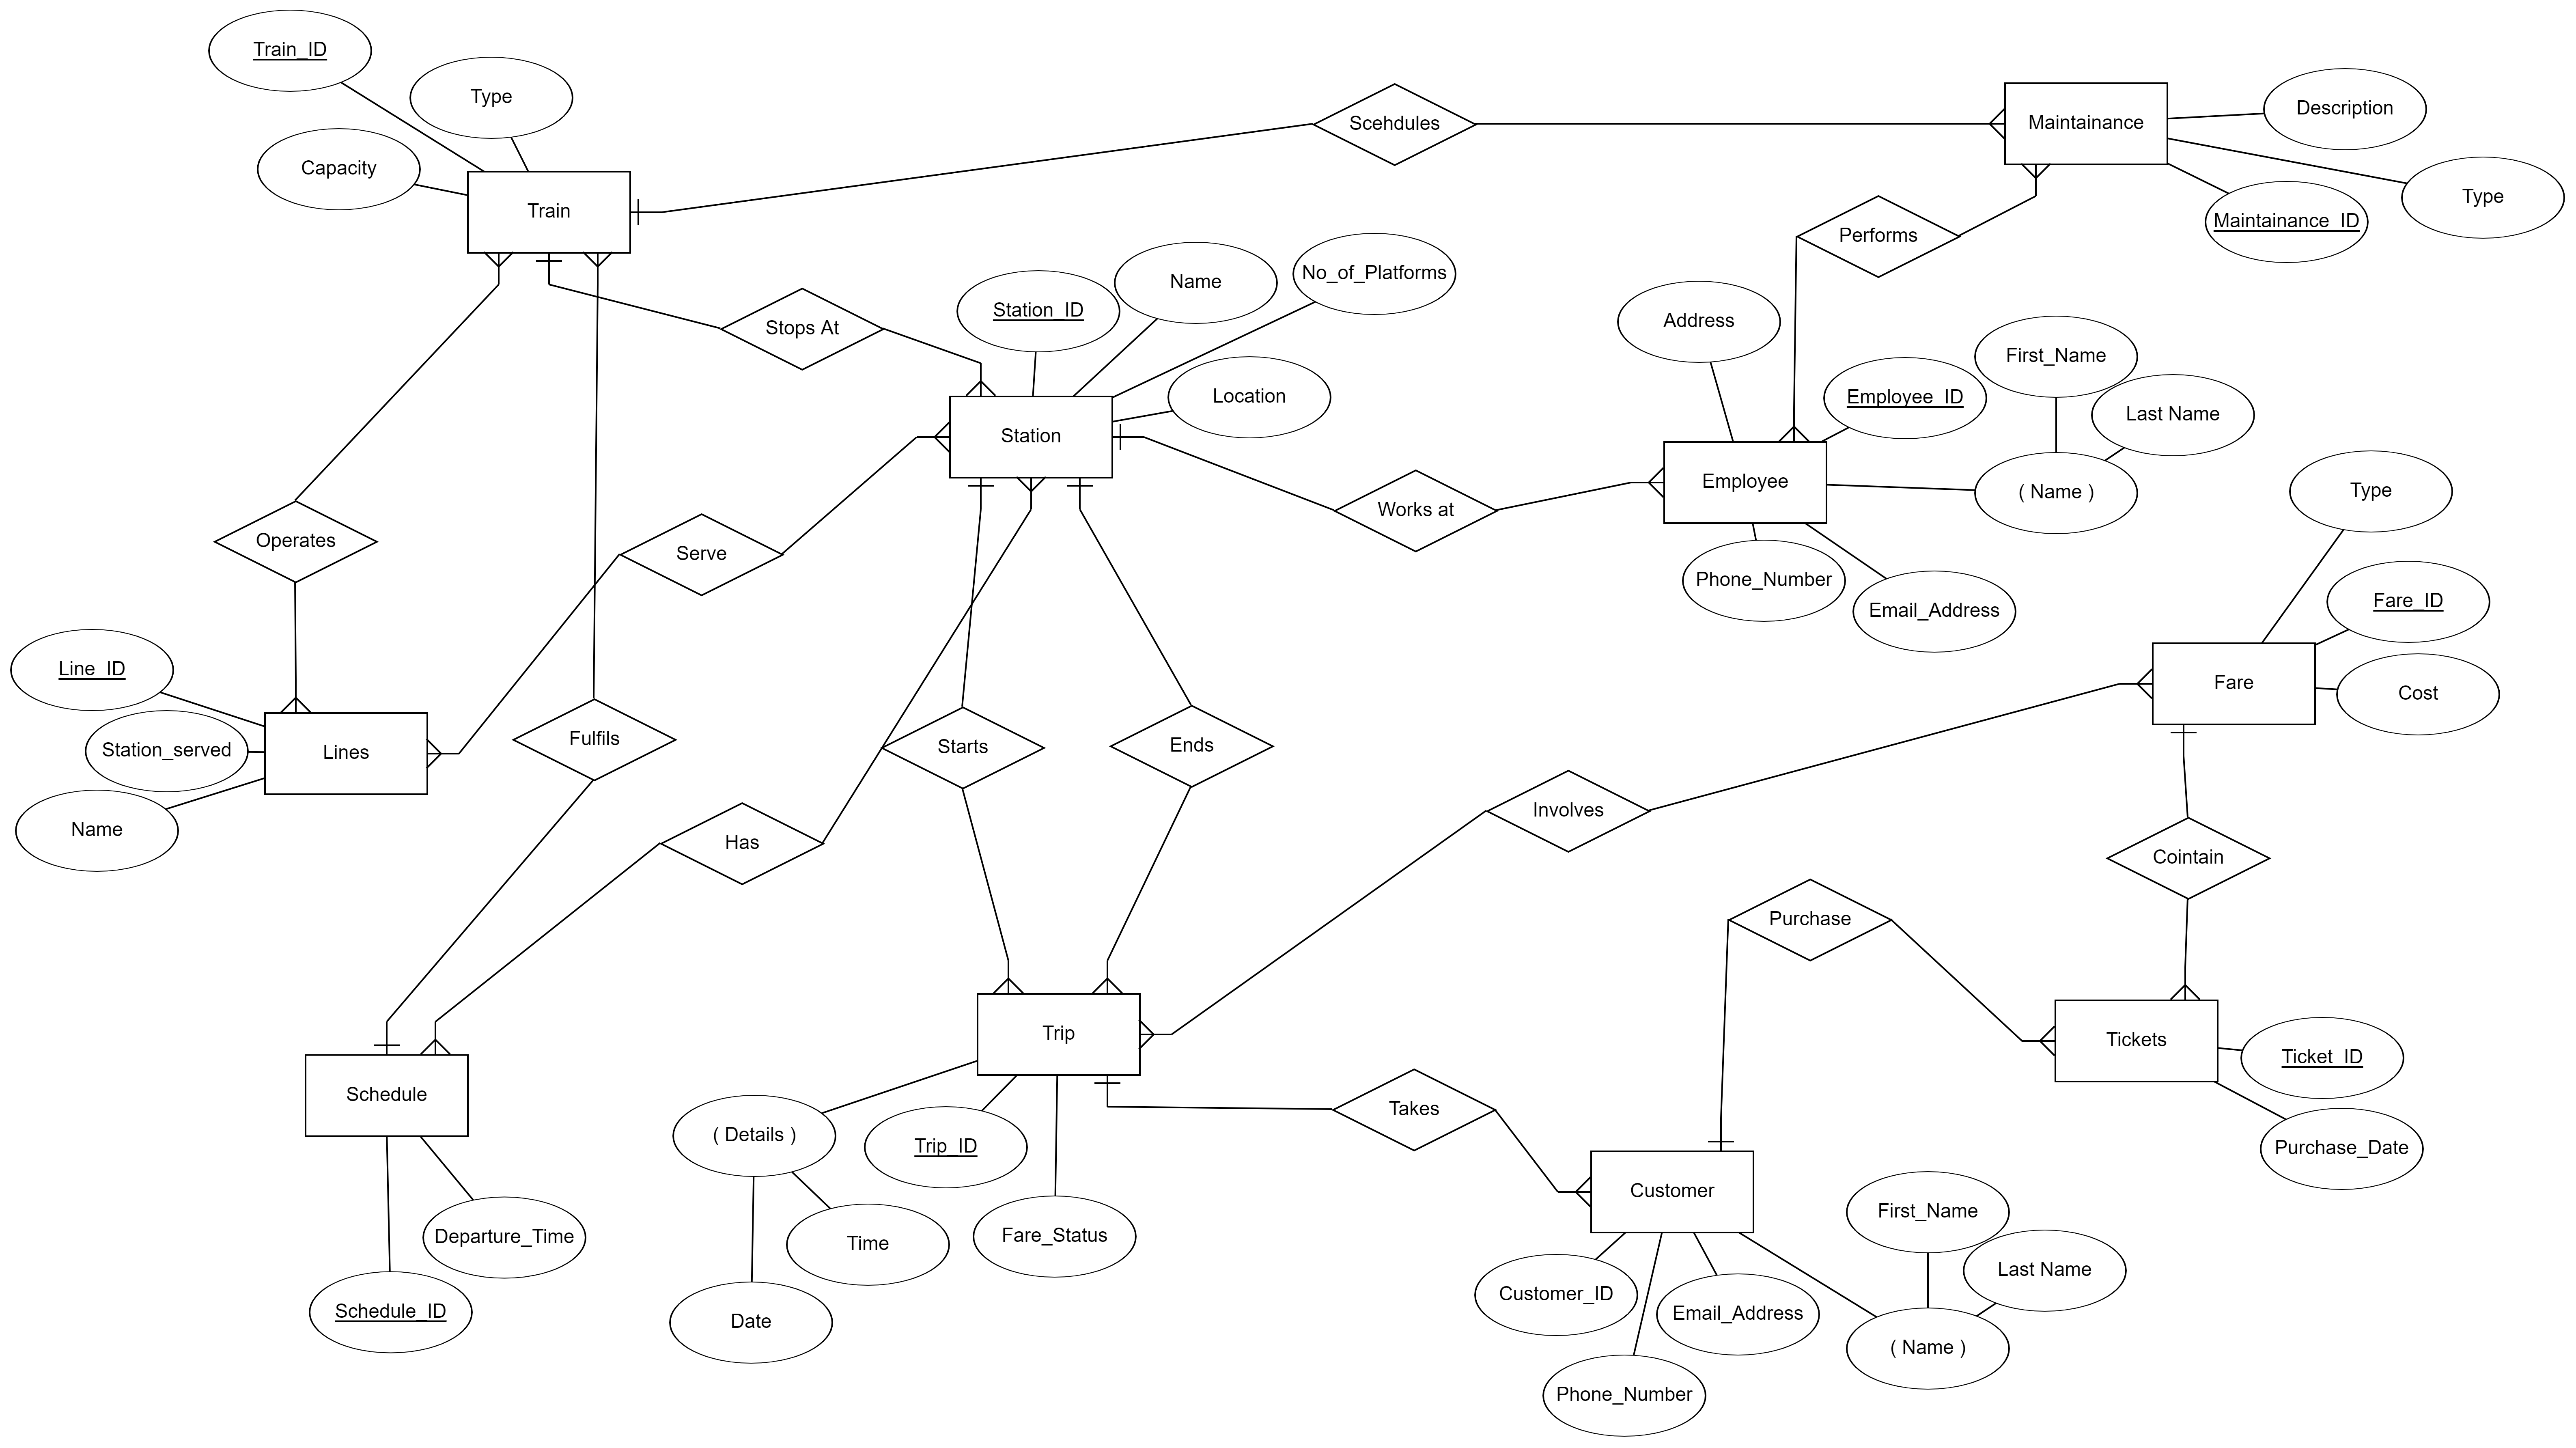 Train_ID
Type
Capacity
Train
Scehdules
Maintainance
Description
Type
Maintainance_ID
Performs
Stops At
Station_ID
Name
No_of_Platforms
Location
Station
Address
Employee_ID
First_Name
Last Name
( Name )
Employee
Works at
Phone_Number
Email_Address
Operates
Serve
Type
Fare_ID
Fare
Cost
Line_ID
Station_served
Name
Lines
Fulfils
Starts
Ends
Has
Involves
Cointain
Purchase
Trip
Tickets
Ticket_ID
Purchase_Date
Schedule
( Details )
Trip_ID
Takes
Customer
Departure_Time
Schedule_ID
Time
Date
Fare_Status
First_Name
Last Name
( Name )
Customer_ID
Email_Address
Phone_Number